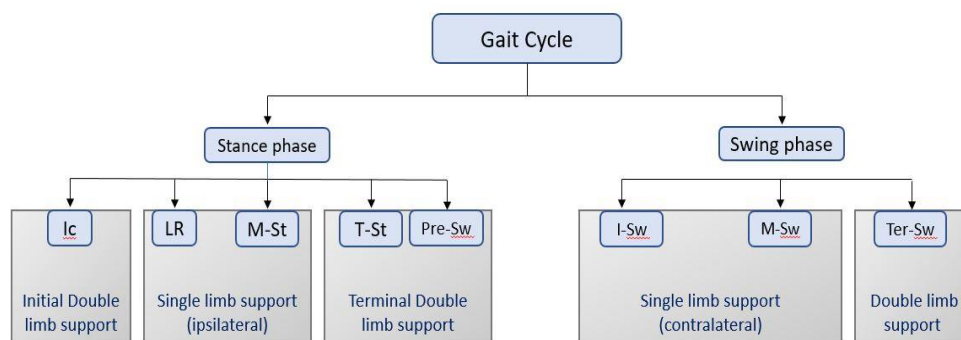 Gait Cycle
Stance phase
Swing phase
Ic
LR
M-St
T-St
Pre-Sw
I-Sw
M-Sw
Ter-Sw
Initial Double
limb support
Single limb support
(ipsilateral)
Terminal Double
limb support
Single limb support
(contralateral)
Double limb
support